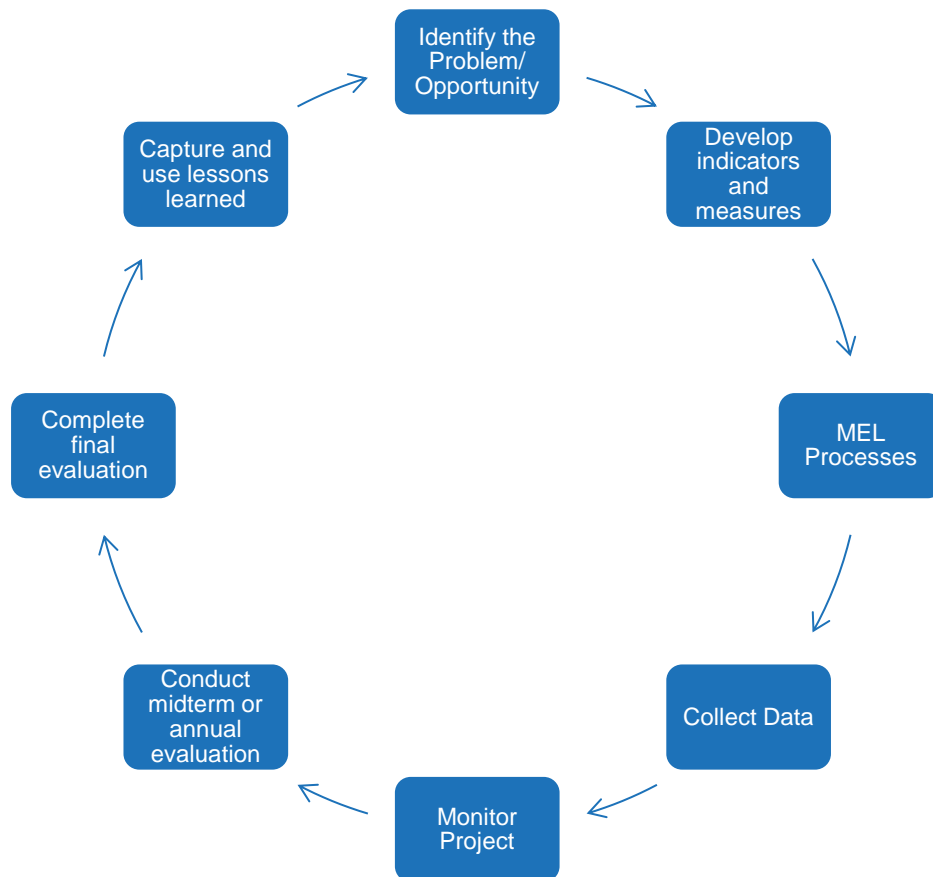 Identify the
Problem/
Opportunity
Develop
indicators
and
measures
MEL
Processes
Collect Data
Monitor
Project
Conduct
midterm or
annual
evaluation
Complete
final
evaluation
Capture and
use lessons
learned